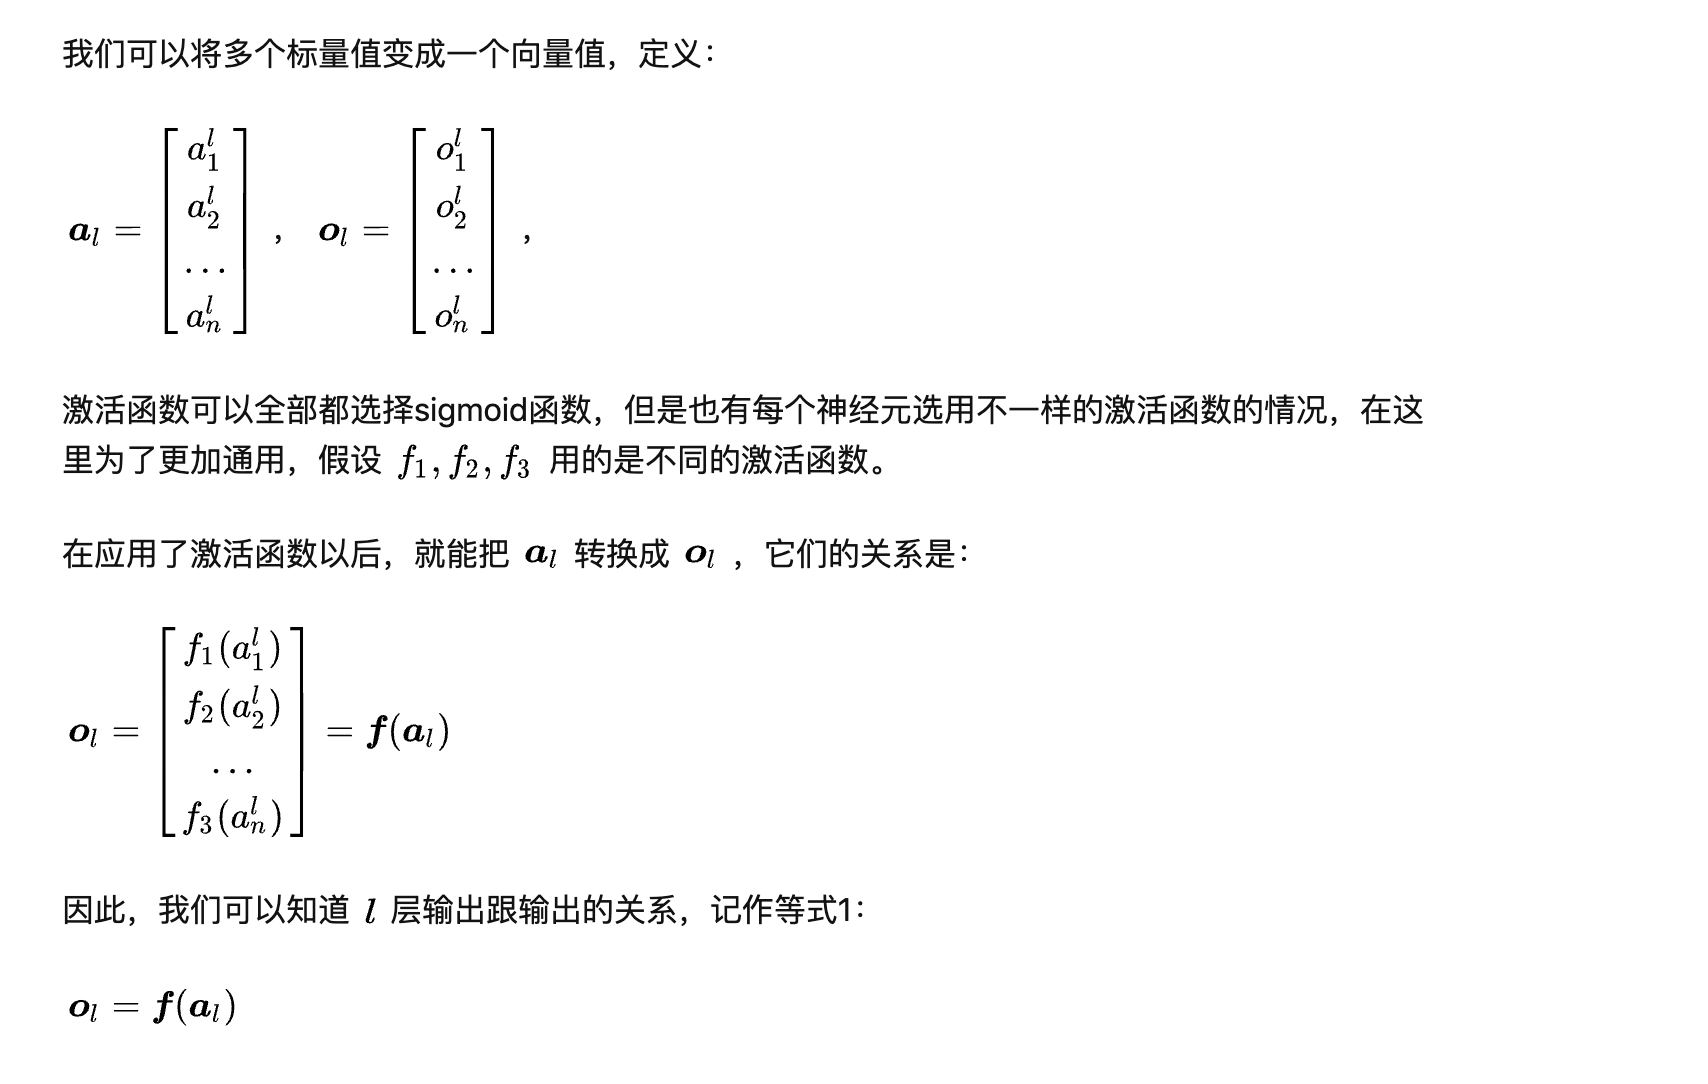 我们可以将多个标量值变成一个向量值，定义：
$\boldsymbol{a}_l = \begin{bmatrix} a_1^l \\ a_2^l \\ \dots \\ a_n^l \end{bmatrix}$ ， $\boldsymbol{o}_l = \begin{bmatrix} o_1^l \\ o_2^l \\ \dots \\ o_n^l \end{bmatrix}$ ，
激活函数可以全部都选择sigmoid函数，但是也有每个神经元选用不一样的激活函数的情况，在这
里为了更加通用，假设 $f_1, f_2, f_3$ 用的是不同的激活函数。
在应用了激活函数以后，就能把 $\boldsymbol{a}_l$ 转换成 $\boldsymbol{o}_l$ ，它们的关系是：
$\boldsymbol{o}_l = \begin{bmatrix} f_1(a_1^l) \\ f_2(a_2^l) \\ \dots \\ f_3(a_n^l) \end{bmatrix} = \boldsymbol{f}(\boldsymbol{a}_l)$
因此，我们可以知道 $l$ 层输出跟输出的关系，记作等式1：
$\boldsymbol{o}_l = \boldsymbol{f}(\boldsymbol{a}_l)$